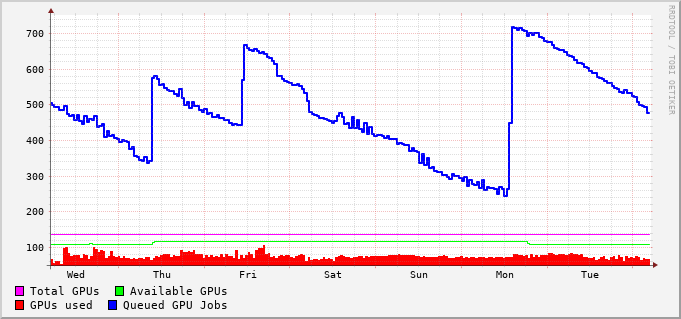 700
600
500
400
300
200
100
Wed Thu Fri Sat Sun Mon Tue
Total GPUs Available GPUs
GPUs used Queued GPU Jobs
RRDTOOL / TOBI OETIKER